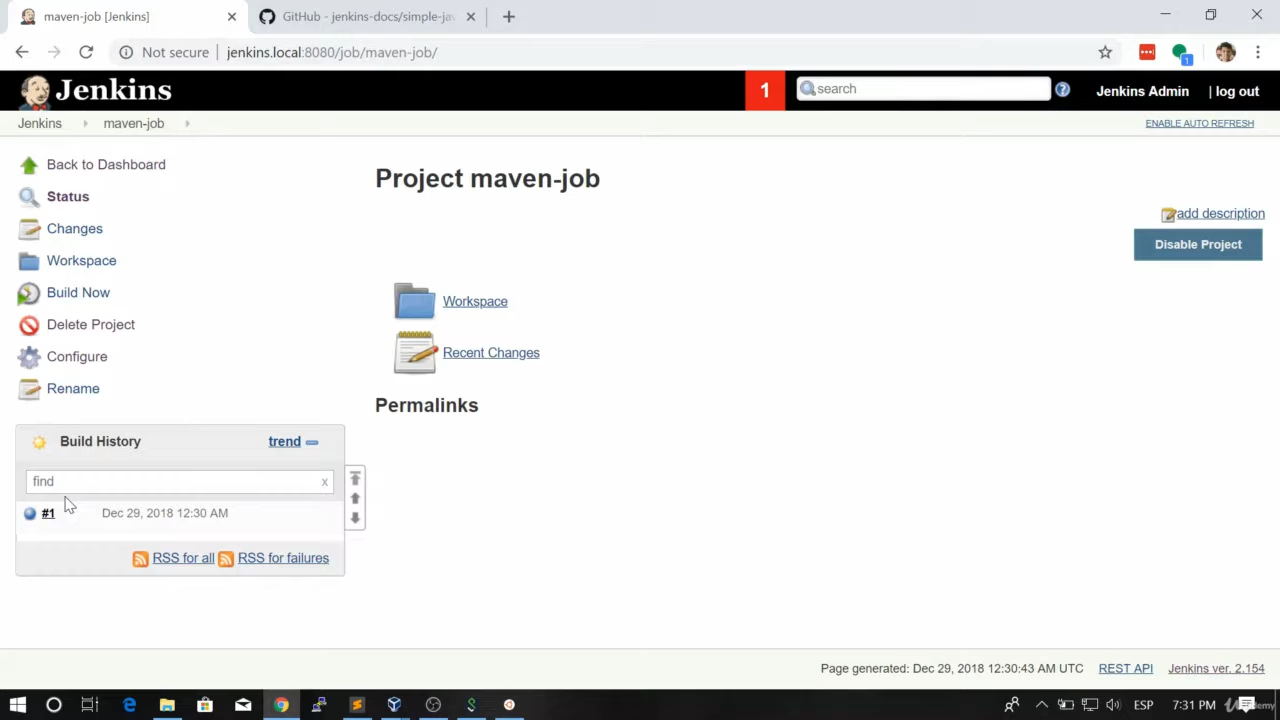 maven-job [Jenkins]
GitHub - jenkins-docs/simple-jav
Not secure | jenkins.local:8080/job/maven-job/
1
Jenkins
1
search
Jenkins Admin
| log out
Jenkins
maven-job
ENABLE AUTO REFRESH
Back to Dashboard
Status
Changes
Workspace
Build Now
Delete Project
Configure
Rename
Project maven-job
add description
Disable Project
Workspace
Recent Changes
Permalinks
Build History
trend
find
x
#1
Dec 29, 2018 12:30 AM
RSS for all
RSS for failures
Page generated: Dec 29, 2018 12:30:43 AM UTC
REST API
Jenkins ver. 2.154
ESP
7:31 PM